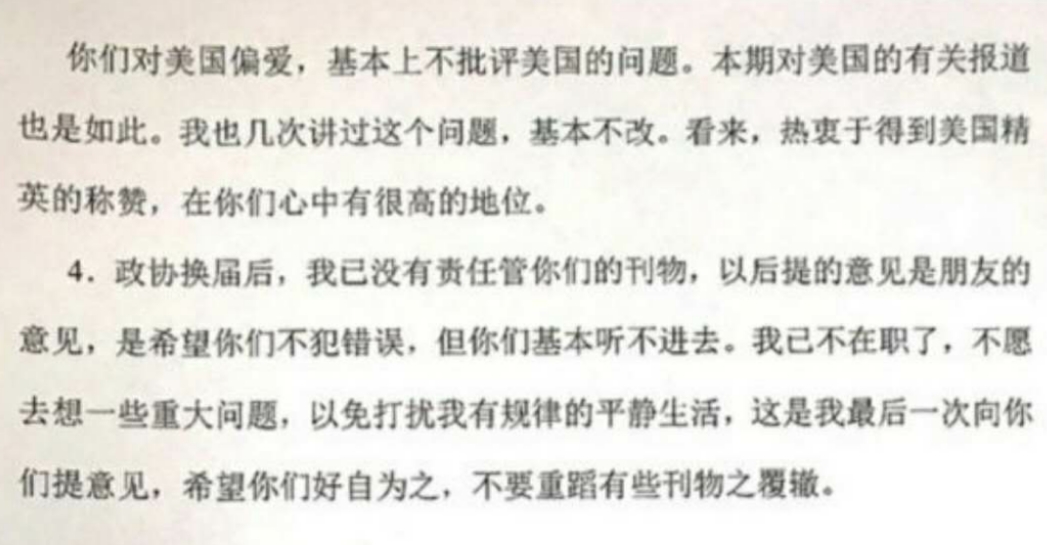 你们对美国偏爱，基本上不批评美国的问题。本期对美国的有关报道
也是如此。我也几次讲过这个问题，基本不改。看来，热衷于得到美国精
英的称赞，在你们心中有很高的地位。
4．政协换届后，我已没有责任管你们的刊物，以后提的意见是朋友的
意见，是希望你们不犯错误，但你们基本听不进去。我已不在职了，不愿
去想一些重大问题，以免打扰我有规律的平静生活，这是我最后一次向你
们提意见，希望你们好自为之，不要重蹈有些刊物之覆辙。